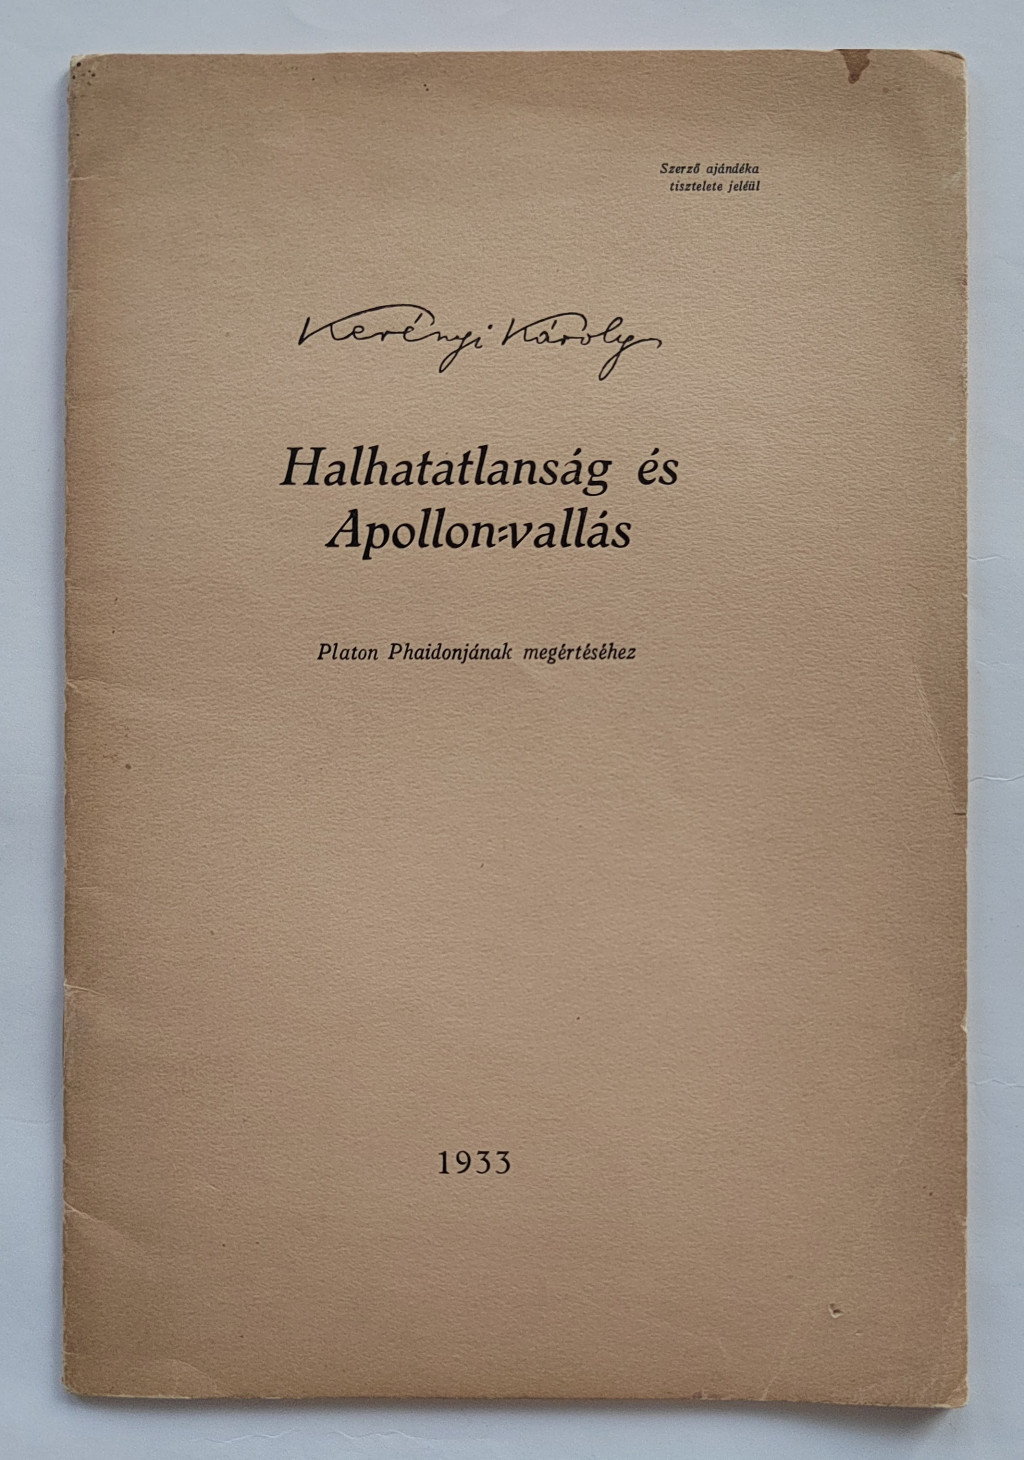 Szerző ajándéka
tisztelete jeléül
Kerényi Károly
Halhatatlanság és
Apollon-vallás
Platon Phaidonjának megértéséhez
1933